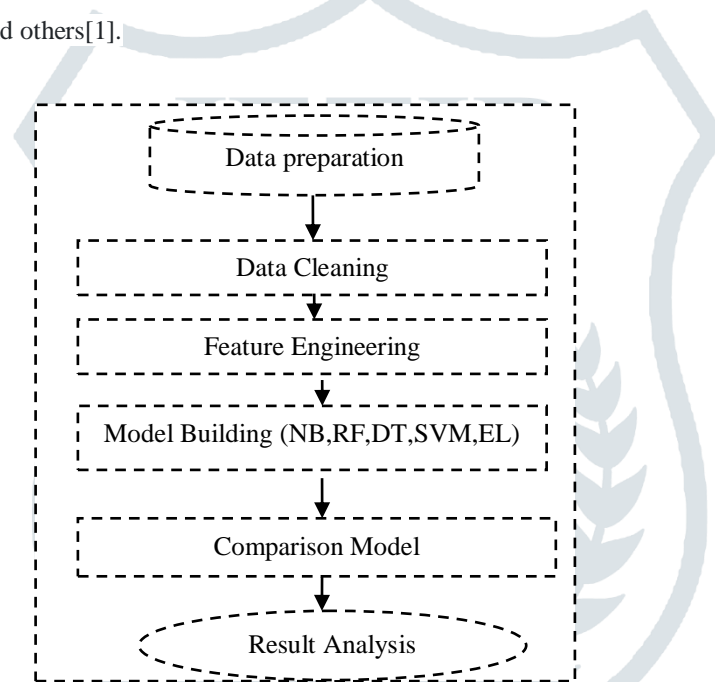 d others[1].
Data preparation
Data Cleaning
Feature Engineering
Model Building (NB,RF,DT,SVM,EL)
Comparison Model
Result Analysis